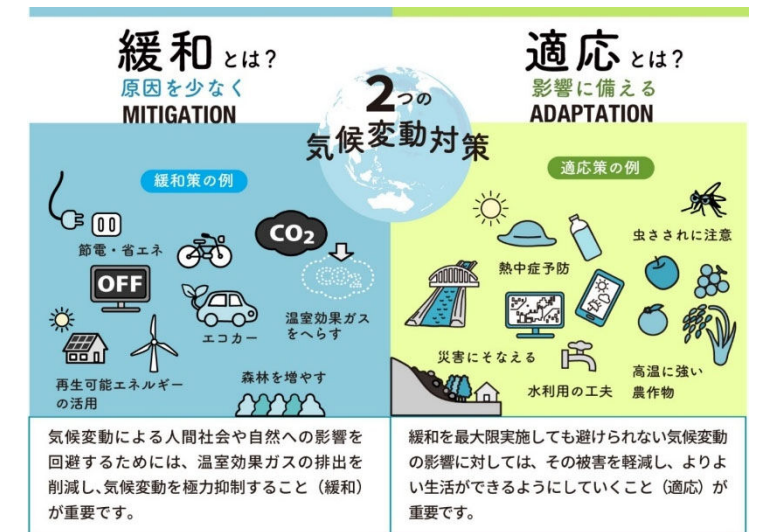 緩和とは?
原因を少なく
MITIGATION
2つの
気候変動対策
適応とは?
影響に備える
ADAPTATION
緩和策の例
節電・省エネ
OFF
CO₂
CO₂
エコカー
温室効果ガス
をへらす
再生可能エネルギー
の活用
森林を増やす
適応策の例
虫さされに注意
熱中症予防
災害にそなえる
水利用の工夫
高温に強い
農作物
気候変動による人間社会や自然への影響を
回避するためには、温室効果ガスの排出を
削減し、気候変動を極力抑制すること（緩和）
が重要です。
緩和を最大限実施しても避けられない気候変動
の影響に対しては、その被害を軽減し、よりよ
い生活ができるようにしていくこと（適応）が
重要です。